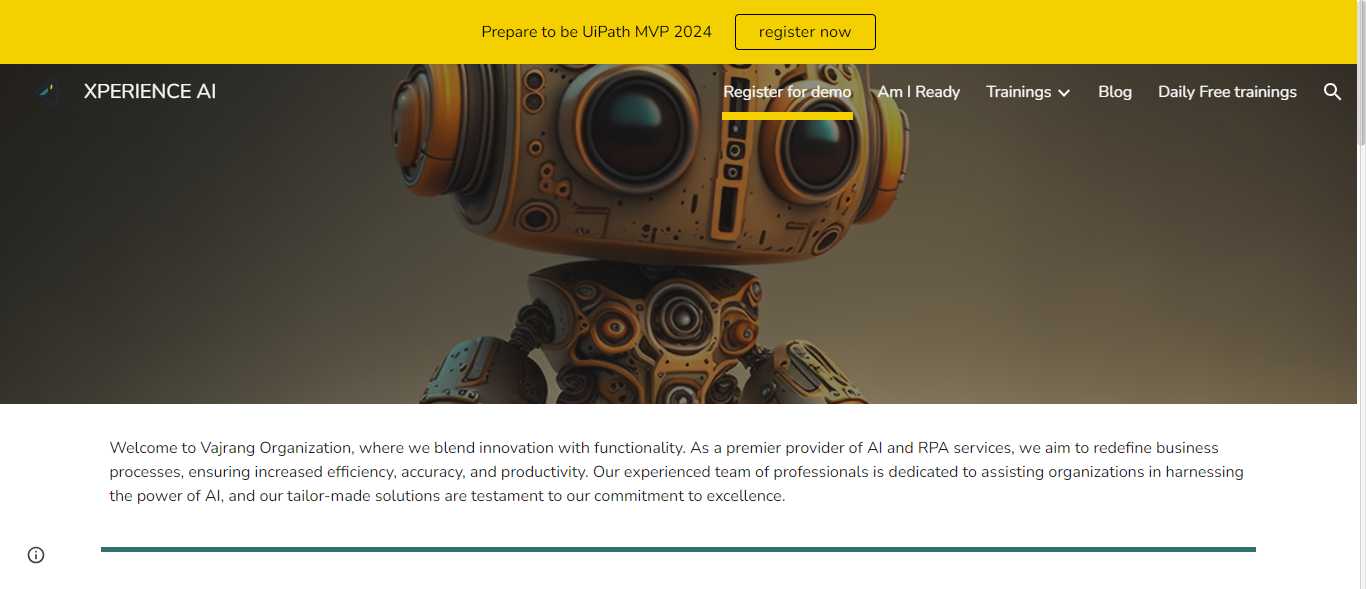 Prepare to be UiPath MVP 2024 register now
XPERIENCE AI Register for demo Am I Ready Trainings Blog Daily Free trainings
Welcome to Vajrang Organization, where we blend innovation with functionality. As a premier provider of AI and RPA services, we aim to redefine business
processes, ensuring increased efficiency, accuracy, and productivity. Our experienced team of professionals is dedicated to assisting organizations in harnessing
the power of AI, and our tailor-made solutions are testament to our commitment to excellence.